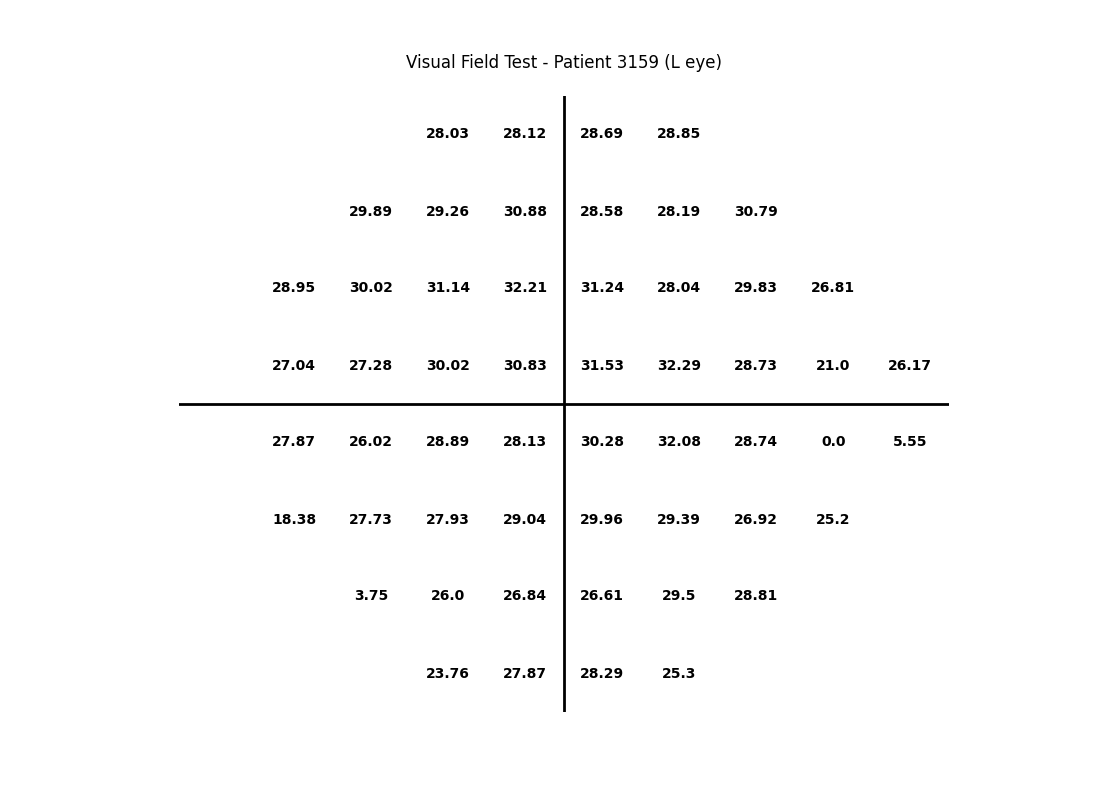 Visual Field Test - Patient 3159 (L eye)
28.03 28.12 28.69 28.85
29.89 29.26 30.88 28.58 28.19 30.79
28.95 30.02 31.14 32.21 31.24 28.04 29.83 26.81
27.04 27.28 30.02 30.83 31.53 32.29 28.73 21.0 26.17
27.87 26.02 28.89 28.13 30.28 32.08 28.74 0.0 5.55
18.38 27.73 27.93 29.04 29.96 29.39 26.92 25.2
3.75 26.0 26.84 26.61 29.5 28.81
23.76 27.87 28.29 25.3